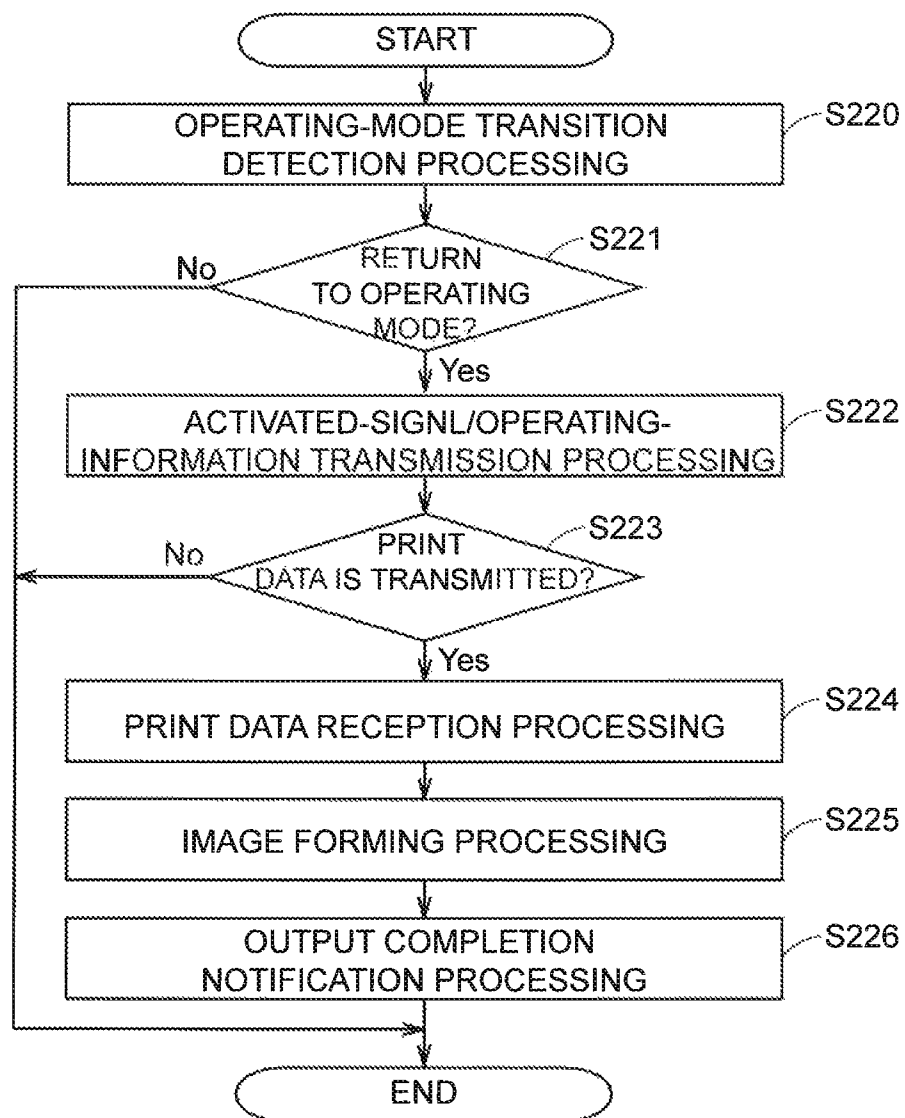 START
S220
OPERATING-MODE TRANSITION
DETECTION PROCESSING
S221
RETURN
TO OPERATING
MODE?
No
Yes
S222
ACTIVATED-SIGNL/OPERATING-
INFORMATION TRANSMISSION PROCESSING
S223
PRINT
DATA IS TRANSMITTED?
No
Yes
S224
PRINT DATA RECEPTION PROCESSING
S225
IMAGE FORMING PROCESSING
S226
OUTPUT COMPLETION
NOTIFICATION PROCESSING
END